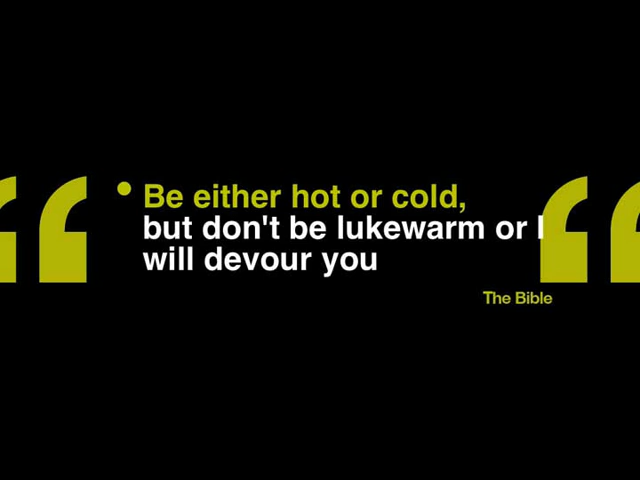 Be either hot or cold,
but don't be lukewarm or I
will devour you
The Bible